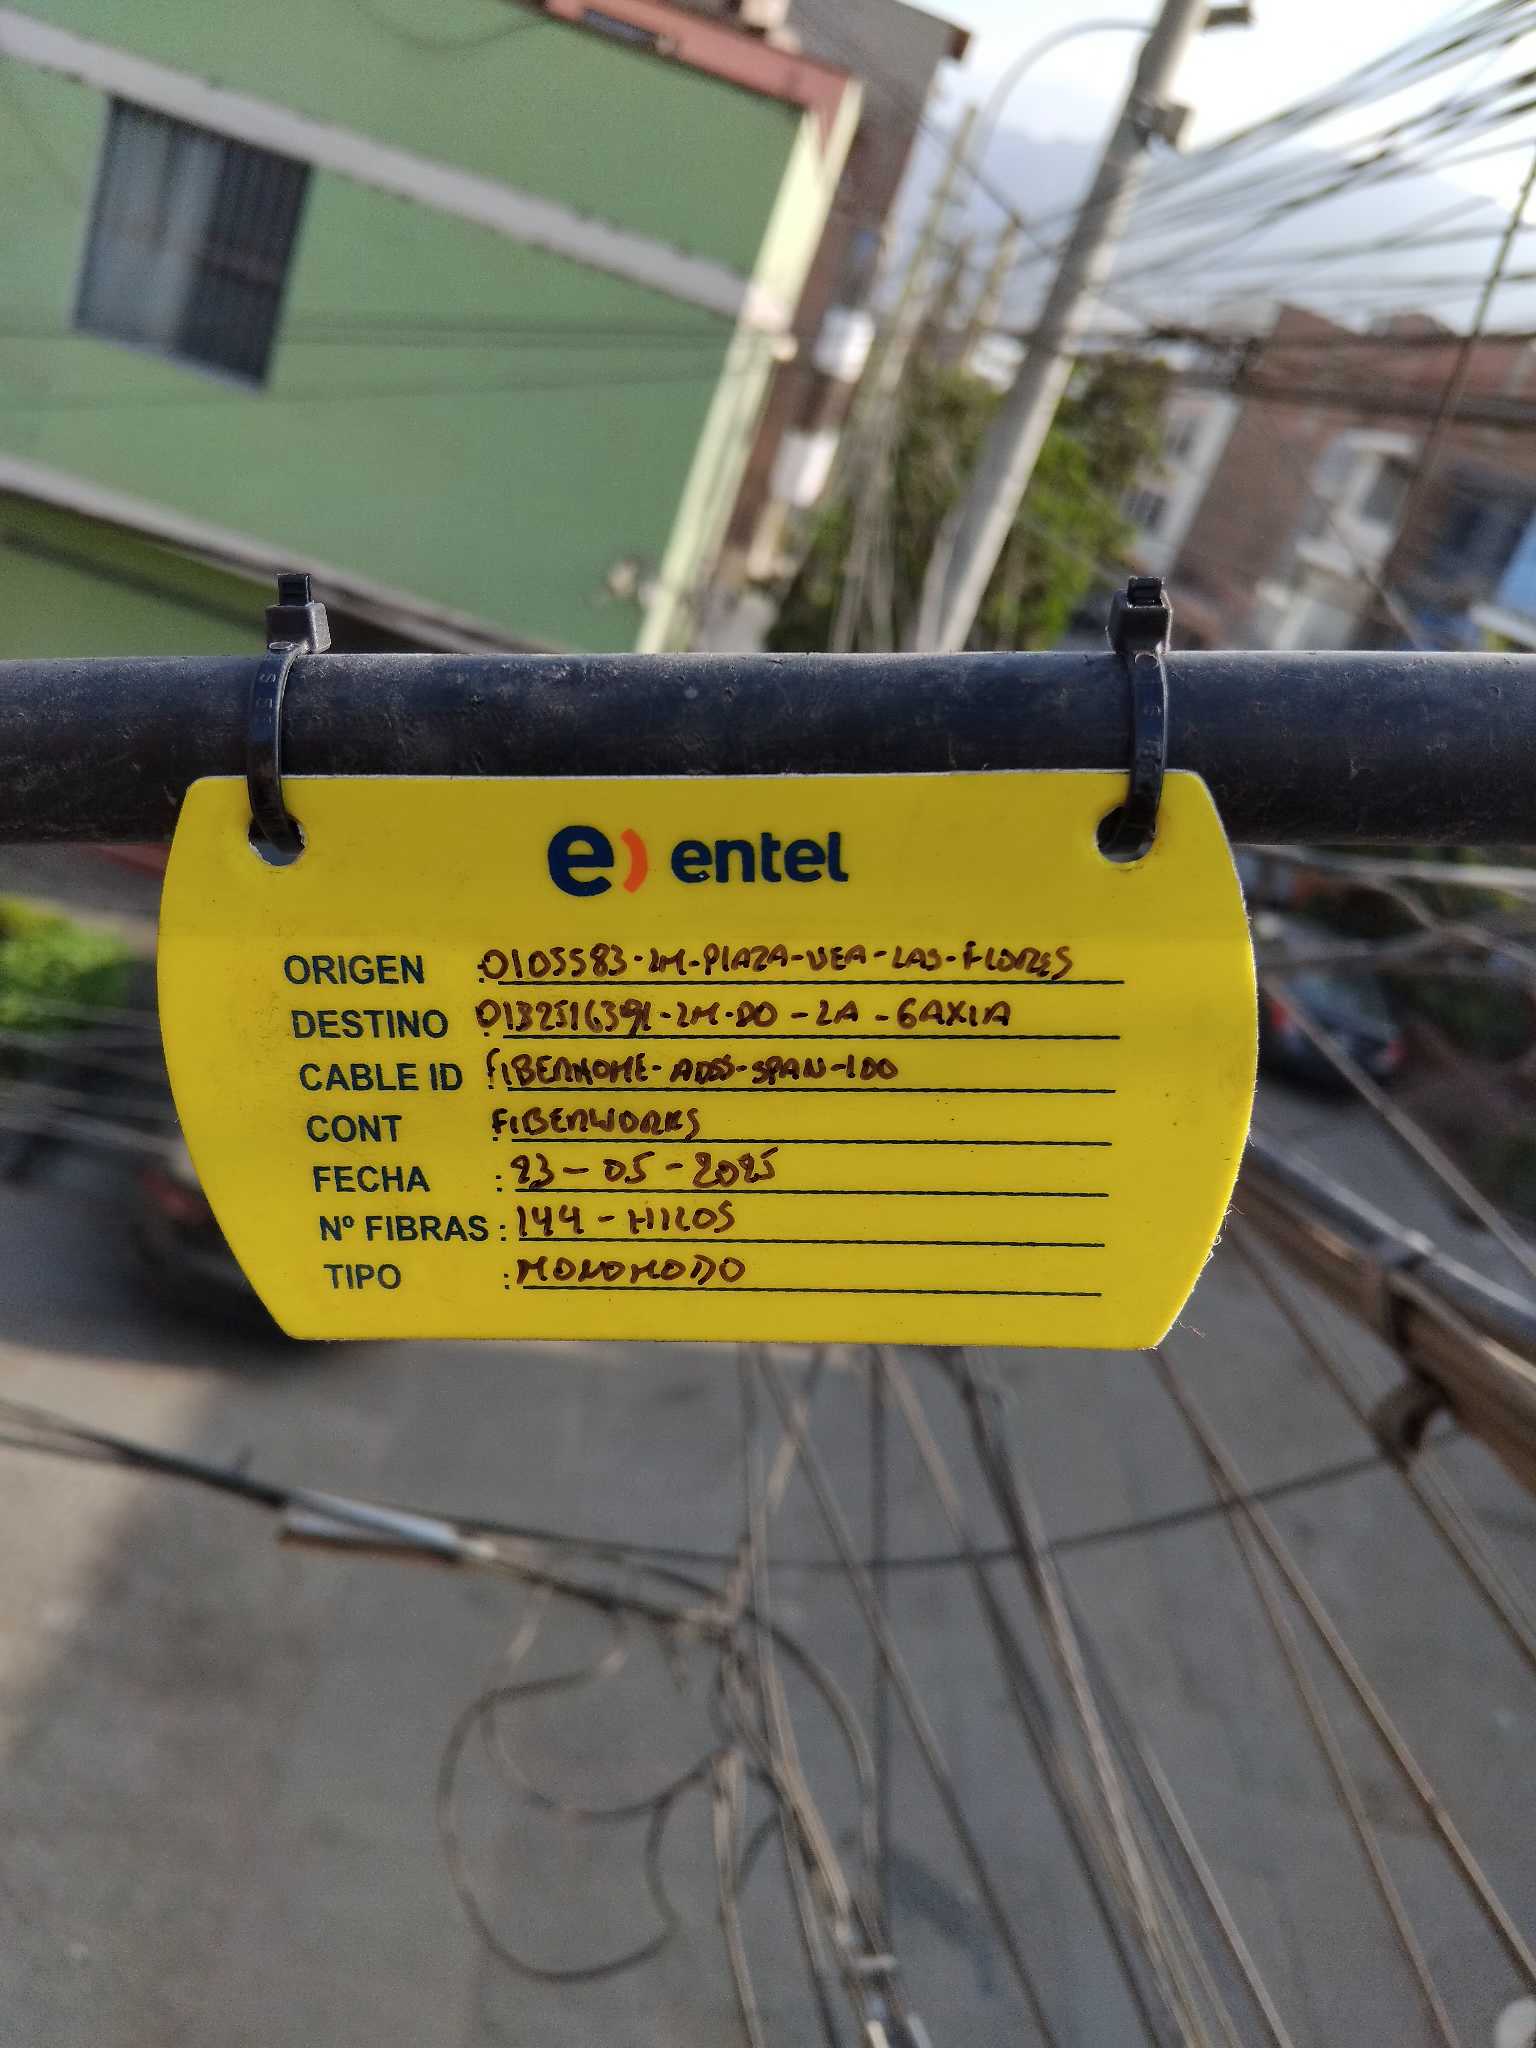 e) entel
ORIGEN : 0105583-LM-PLAZA-VEA-LAS-FLORES
DESTINO : 0132516391-LM-DO-LA-GAXIA
CABLE ID : FIBERHOME-ADSS-SPAN-100
CONT : FIBERWORKS
FECHA : 23-05-2025
Nº FIBRAS : 144-HILOS
TIPO : MONOMODO